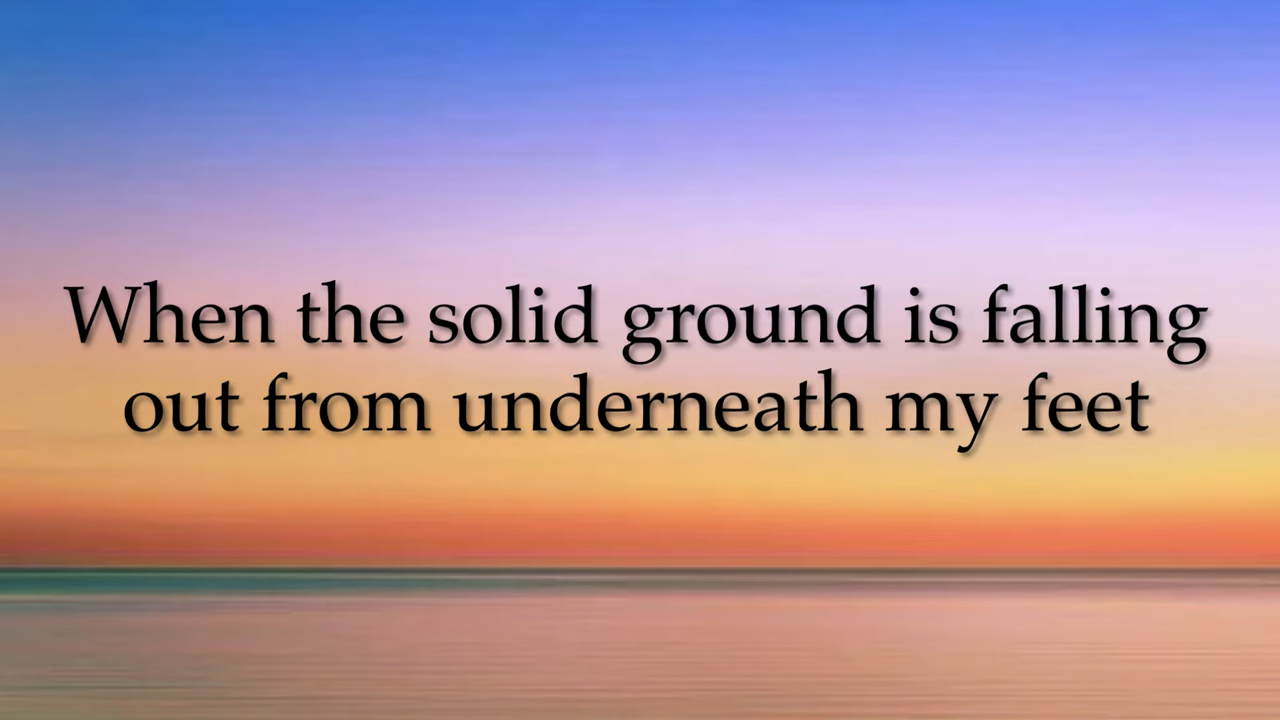 When the solid ground is falling
out from underneath my feet